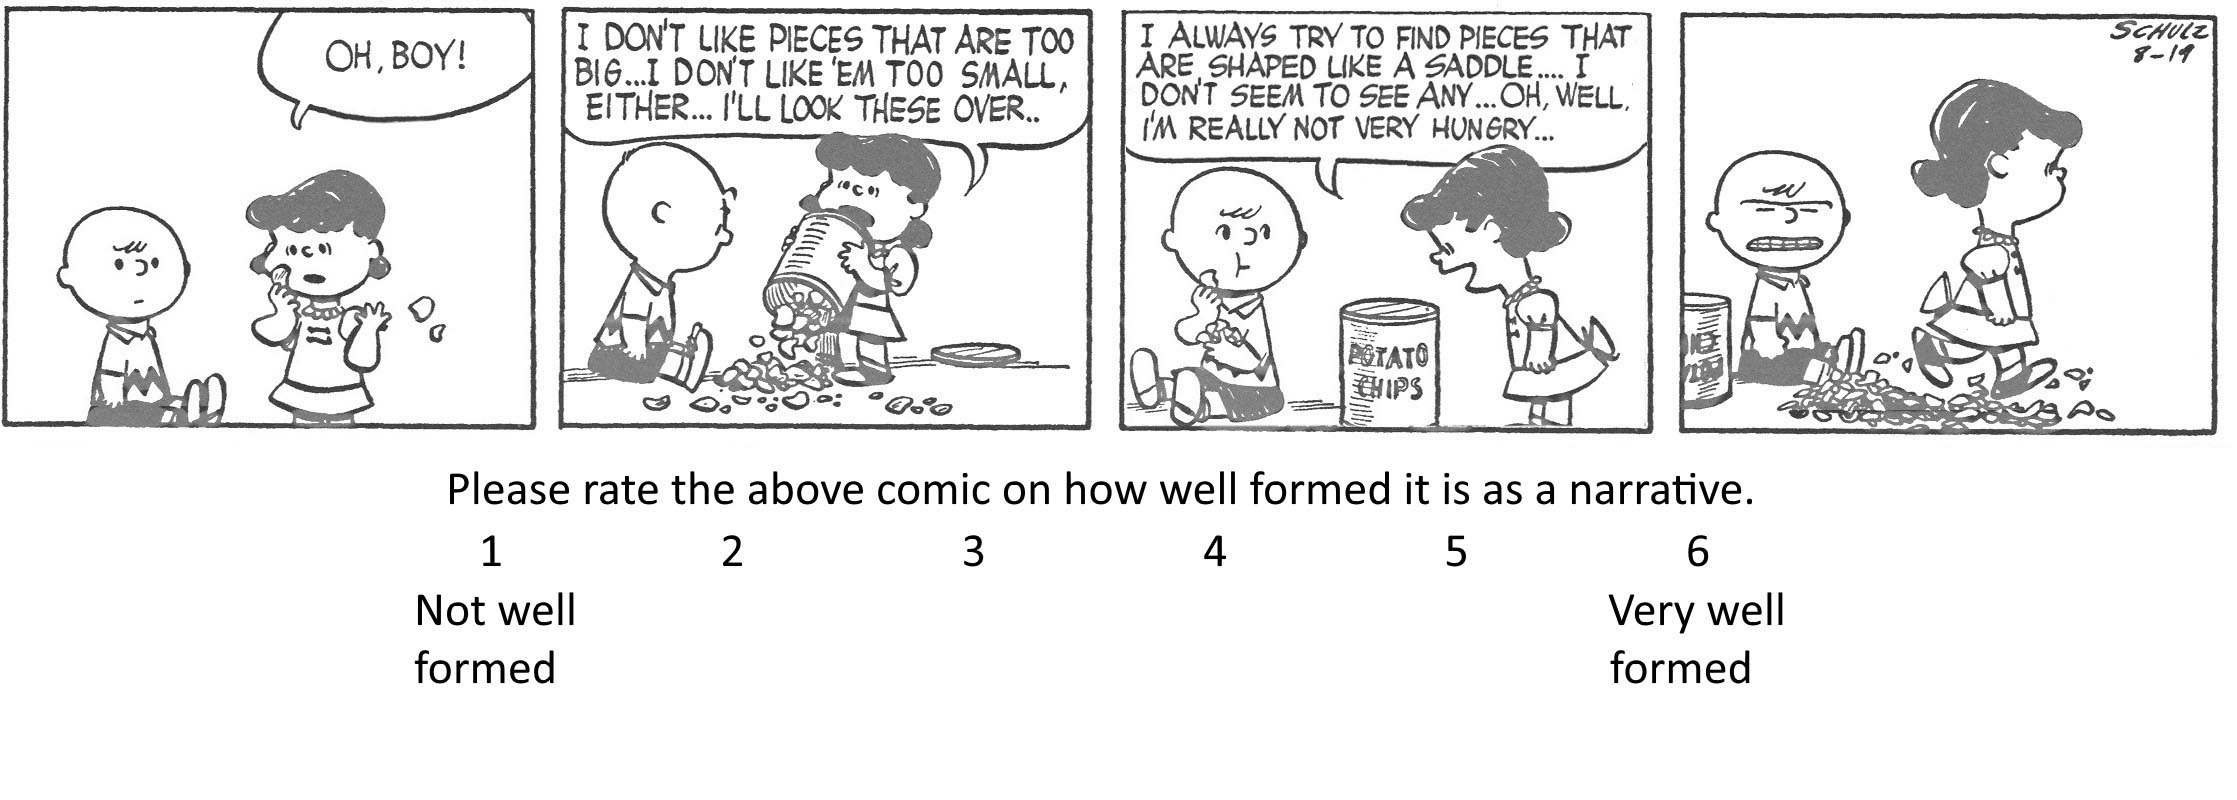 OH, BOY!
I DON'T LIKE PIECES THAT ARE TOO
BIG...I DON'T LIKE 'EM TOO SMALL,
EITHER... I'LL LOOK THESE OVER..
I ALWAYS TRY TO FIND PIECES THAT
ARE SHAPED LIKE A SADDLE.... I
DON'T SEEM TO SEE ANY...OH, WELL,
I'M REALLY NOT VERY HUNGRY...
POTATO
CHIPS
SCHULZ
8-19
Please rate the above comic on how well formed it is as a narrative.
1 2 3 4 5 6
Not well
formed
Very well
formed